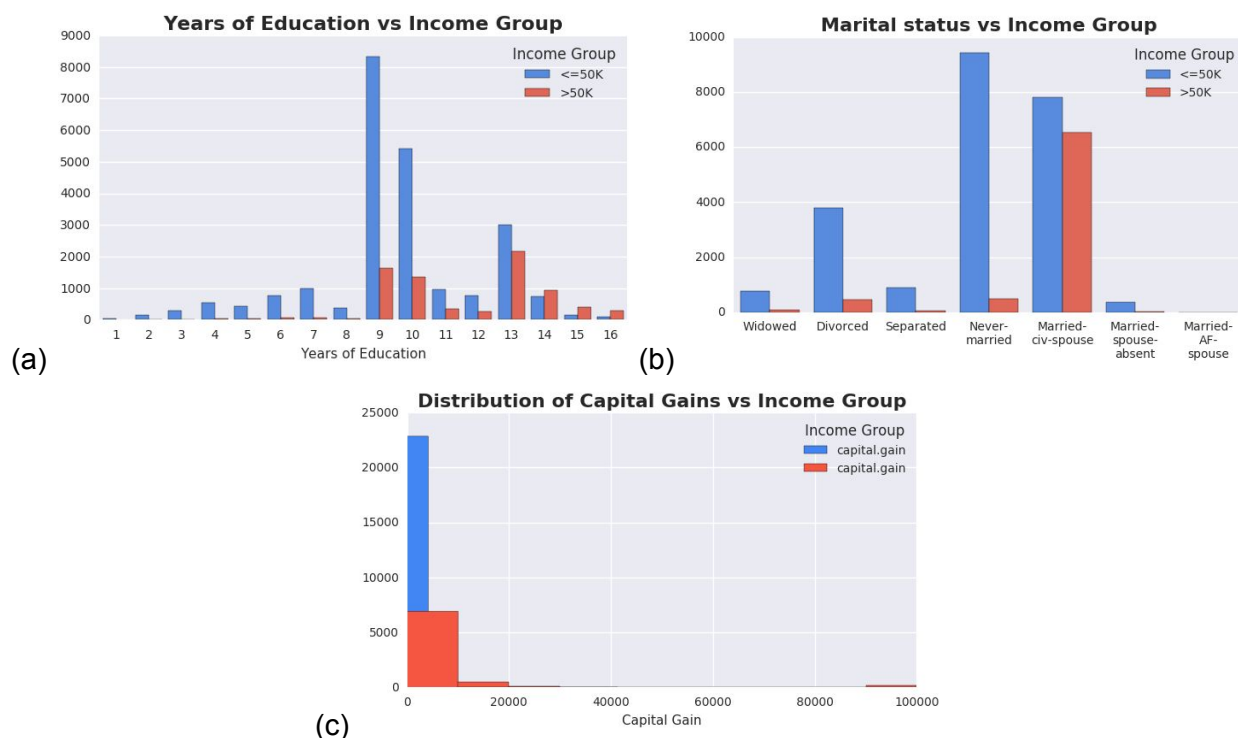 Years of Education vs Income Group
9000
8000
7000
6000
5000
4000
3000
2000
1000
0
Income Group
<=50K
>50K
1 2 3 4 5 6 7 8 9 10 11 12 13 14 15 16
Years of Education
(a)
Marital status vs Income Group
10000
8000
6000
4000
2000
0
Income Group
<=50K
>50K
Widowed Divorced Separated Never- Married- Married- Married-
married civ-spouse spouse- AF-
absent spouse
(b)
Distribution of Capital Gains vs Income Group
25000
20000
15000
10000
5000
0
Income Group
capital.gain
capital.gain
0 20000 40000 60000 80000 100000
Capital Gain
(c)